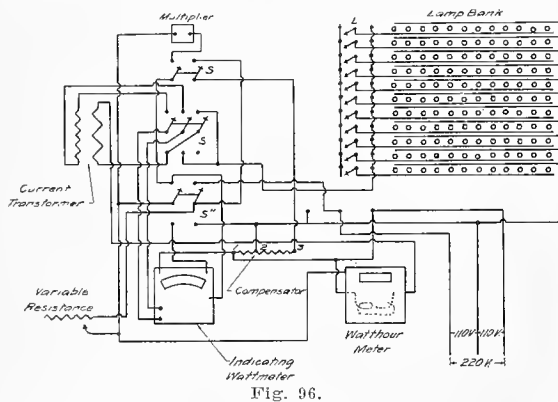 Multiplier
Lamp Bank
L
S
S
Current
Transformer
S"
2
3
Compensator
Variable
Resistance
Indicating
Wattmeter
Watthour
Meter
110V.
110V.
220V.
Fig. 96.